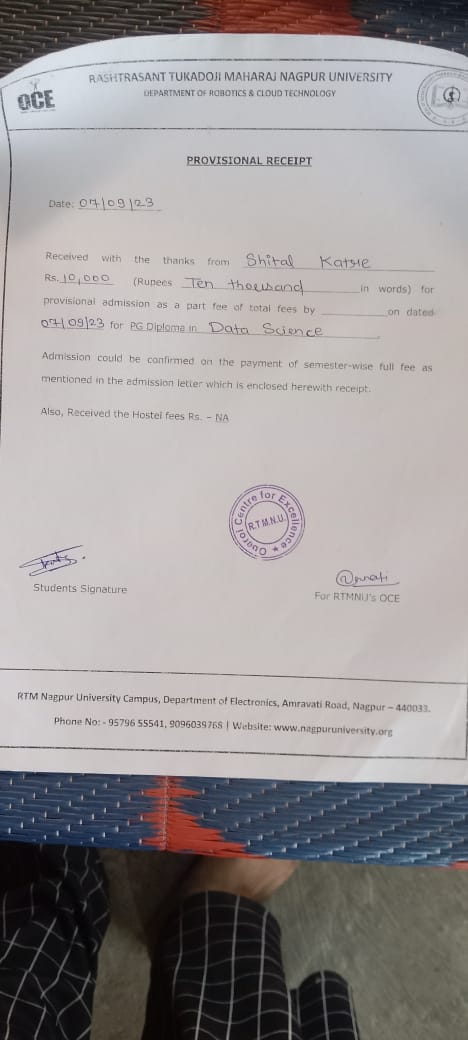 OCE
RASHTRASANT TUKADOJI MAHARAJ NAGPUR UNIVERSITY
DEPARTMENT OF ROBOTICS & CLOUD TECHNOLOGY
PROVISIONAL RECEIPT
Date: 07/09/23
Received with the thanks from Shital Katre
Rs. 10,000 (Rupees Ten thousand in words) for
provisional admission as a part fee of total fees by ________ on dated
07/09/23 for PG Diploma in Data Science.
Admission could be confirmed on the payment of semester-wise full fee as
mentioned in the admission letter which is enclosed herewith receipt.
Also, Received the Hostel fees Rs. – NA
Centre for Excellence
R.T.M.N.U.
Students Signature
For RTMNU's OCE
RTM Nagpur University Campus, Department of Electronics, Amravati Road, Nagpur – 440033.
Phone No: - 95796 55541, 9096039768 | Website: www.nagpuruniversity.org